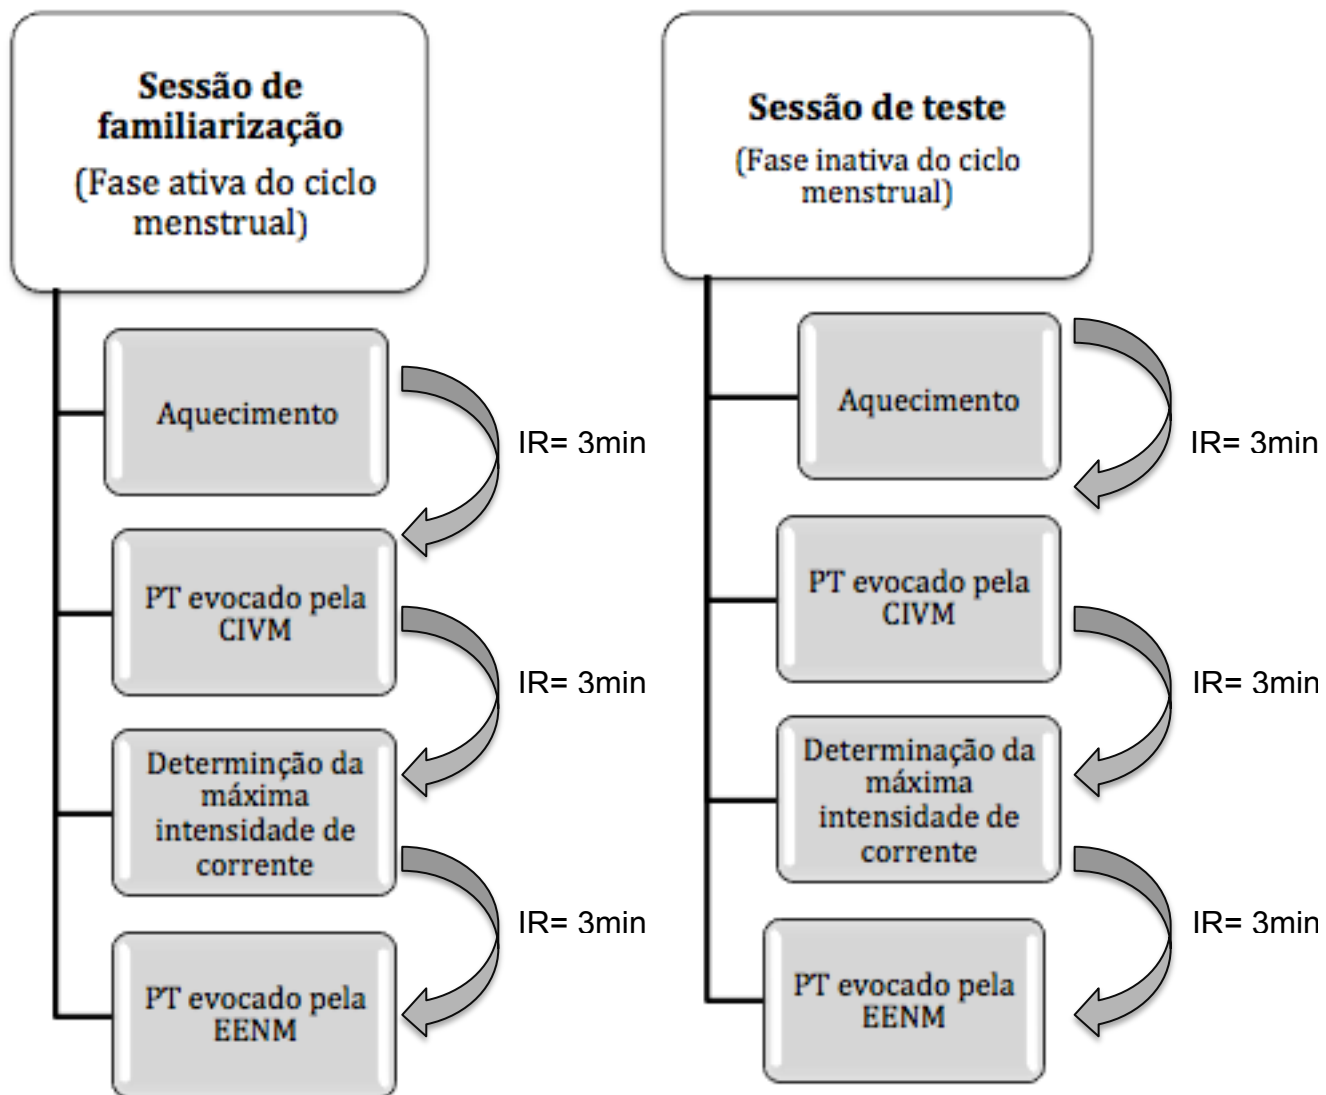 Sessão de
familiarização
(Fase ativa do ciclo
menstrual)
Aquecimento
IR= 3min
PT evocado pela
CIVM
IR= 3min
Determinção da
máxima
intensidade de
corrente
IR= 3min
PT evocado pela
EENM
Sessão de teste
(Fase inativa do ciclo
menstrual)
Aquecimento
IR= 3min
PT evocado pela
CIVM
IR= 3min
Determinação da
máxima
intensidade de
corrente
IR= 3min
PT evocado pela
EENM